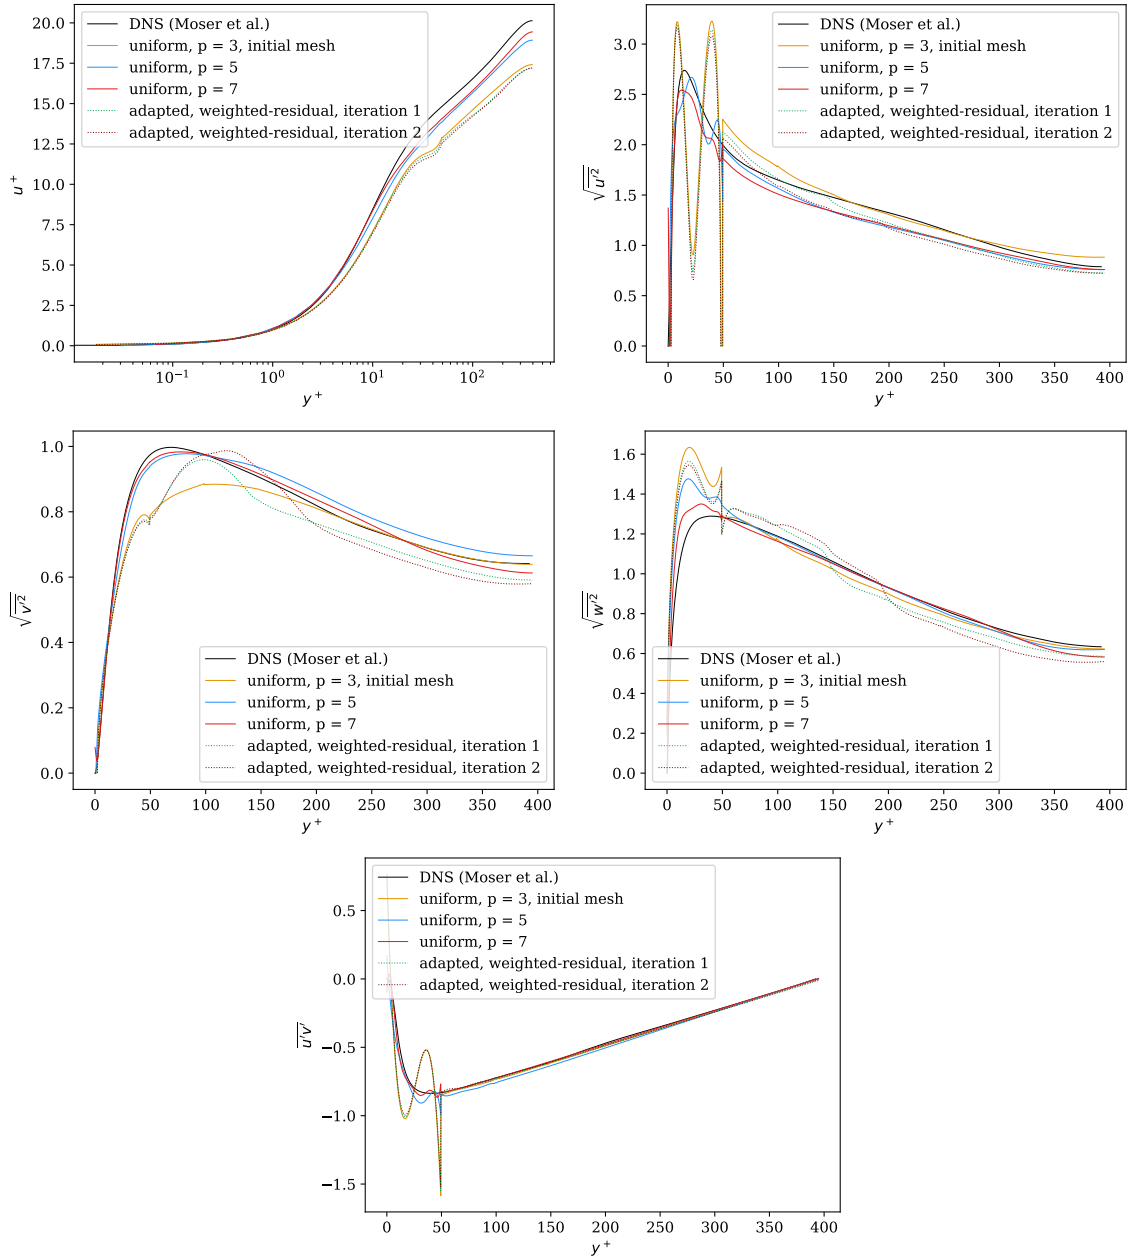 DNS (Moser et al.)
uniform, p = 3, initial mesh
uniform, p = 5
uniform, p = 7
adapted, weighted-residual, iteration 1
adapted, weighted-residual, iteration 2
20.0
17.5
15.0
12.5
10.0
7.5
5.0
2.5
0.0
u⁺
10⁻¹ 10⁰ 10¹ 10²
y⁺
DNS (Moser et al.)
uniform, p = 3, initial mesh
uniform, p = 5
uniform, p = 7
adapted, weighted-residual, iteration 1
adapted, weighted-residual, iteration 2
3.0
2.5
2.0
1.5
1.0
0.5
0.0
√u′²
0 50 100 150 200 250 300 350 400
y⁺
1.0
0.8
0.6
0.4
0.2
0.0
√v′²
DNS (Moser et al.)
uniform, p = 3, initial mesh
uniform, p = 5
uniform, p = 7
adapted, weighted-residual, iteration 1
adapted, weighted-residual, iteration 2
0 50 100 150 200 250 300 350 400
y⁺
1.6
1.4
1.2
1.0
0.8
0.6
0.4
0.2
0.0
√w′²
DNS (Moser et al.)
uniform, p = 3, initial mesh
uniform, p = 5
uniform, p = 7
adapted, weighted-residual, iteration 1
adapted, weighted-residual, iteration 2
0 50 100 150 200 250 300 350 400
y⁺
DNS (Moser et al.)
uniform, p = 3, initial mesh
uniform, p = 5
uniform, p = 7
adapted, weighted-residual, iteration 1
adapted, weighted-residual, iteration 2
0.5
0.0
−0.5
−1.0
−1.5
u′v′
0 50 100 150 200 250 300 350 400
y⁺